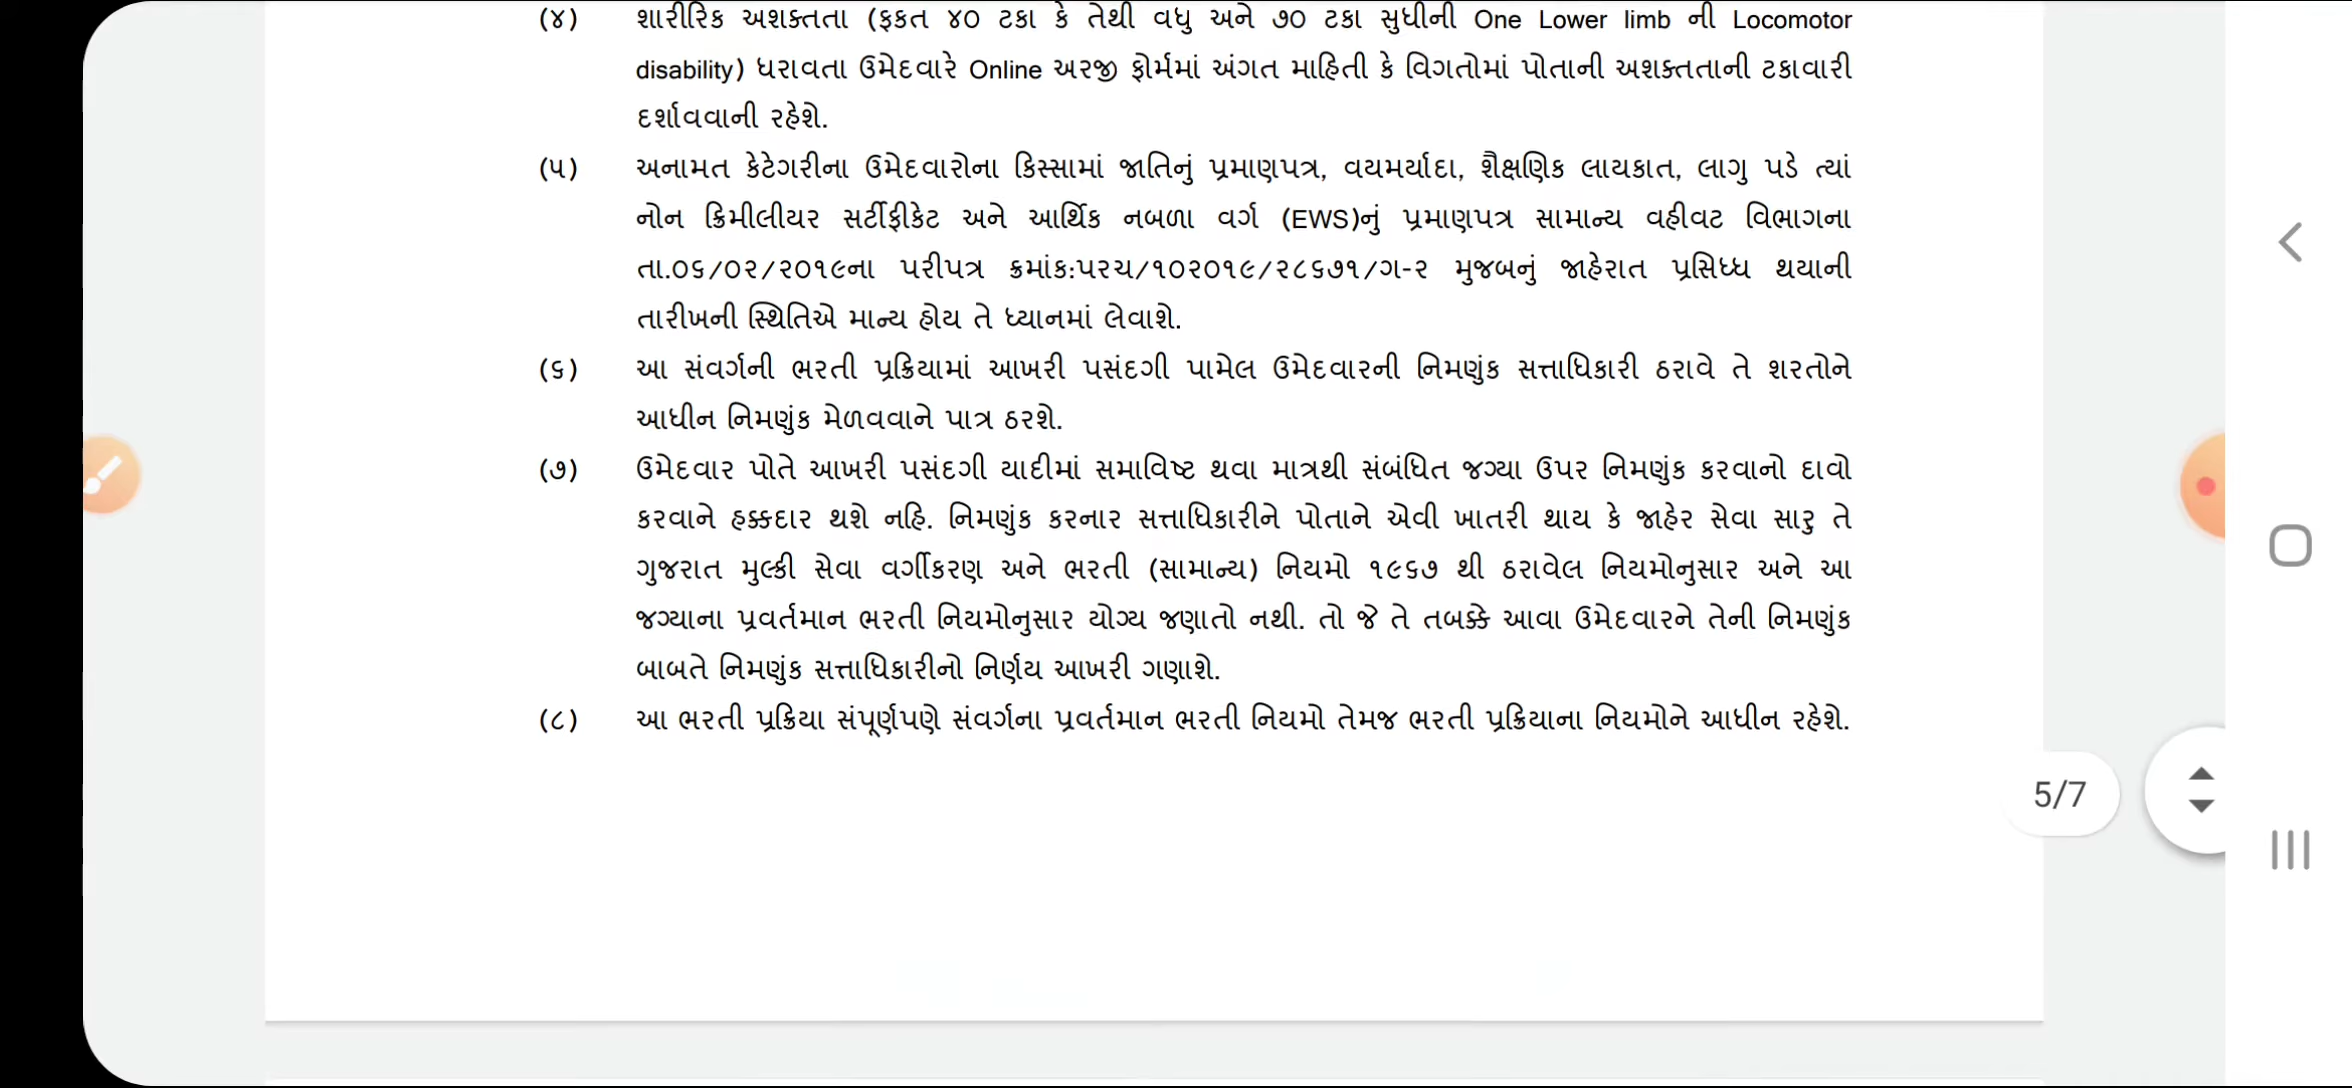 (૪) શારીરિક અશક્તતા (ફકત ૪૦ ટકા કે તેથી વધુ અને ૭૦ ટકા સુધીની One Lower limb ની Locomotor
disability) ધરાવતા ઉમેદવારે Online અરજી ફોર્મમાં અંગત માહિતી કે વિગતોમાં પોતાની અશક્તતાની ટકાવારી
દર્શાવવાની રહેશે.
(૫) અનામત કેટેગરીના ઉમેદવારોના કિસ્સામાં જાતિનું પ્રમાણપત્ર, વયમર્યાદા, શૈક્ષણિક લાયકાત, લાગુ પડે ત્યાં
નોન ક્રિમીલીયર સર્ટીફીકેટ અને આર્થિક નબળા વર્ગ (EWS)નું પ્રમાણપત્ર સામાન્ય વહીવટ વિભાગના
તા.૦૬/૦૨/૨૦૧૯ના પરીપત્ર ક્રમાંક:પરચ/૧૦૨૦૧૯/૨૮૬૭૧/ગ-૨ મુજબનું જાહેરાત પ્રસિધ્ધ થયાની
તારીખની સ્થિતિએ માન્ય હોય તે ધ્યાનમાં લેવાશે.
(૬) આ સંવર્ગની ભરતી પ્રક્રિયામાં આખરી પસંદગી પામેલ ઉમેદવારની નિમણુંક સત્તાધિકારી ઠરાવે તે શરતોને
આધીન નિમણુંક મેળવવાને પાત્ર ઠરશે.
(૭) ઉમેદવાર પોતે આખરી પસંદગી યાદીમાં સમાવિષ્ટ થવા માત્રથી સંબંધિત જગ્યા ઉપર નિમણુંક કરવાનો દાવો
કરવાને હક્કદાર થશે નહિ. નિમણુંક કરનાર સત્તાધિકારીને પોતાને એવી ખાતરી થાય કે જાહેર સેવા સારુ તે
ગુજરાત મુલ્કી સેવા વર્ગીકરણ અને ભરતી (સામાન્ય) નિયમો ૧૯૬૭ થી ઠરાવેલ નિયમોનુસાર અને આ
જગ્યાના પ્રવર્તમાન ભરતી નિયમોનુસાર યોગ્ય જણાતો નથી. તો જે તે તબક્કે આવા ઉમેદવારને તેની નિમણુંક
બાબતે નિમણુંક સત્તાધિકારીનો નિર્ણય આખરી ગણાશે.
(૮) આ ભરતી પ્રક્રિયા સંપૂર્ણપણે સંવર્ગના પ્રવર્તમાન ભરતી નિયમો તેમજ ભરતી પ્રક્રિયાના નિયમોને આધીન રહેશે.
5/7